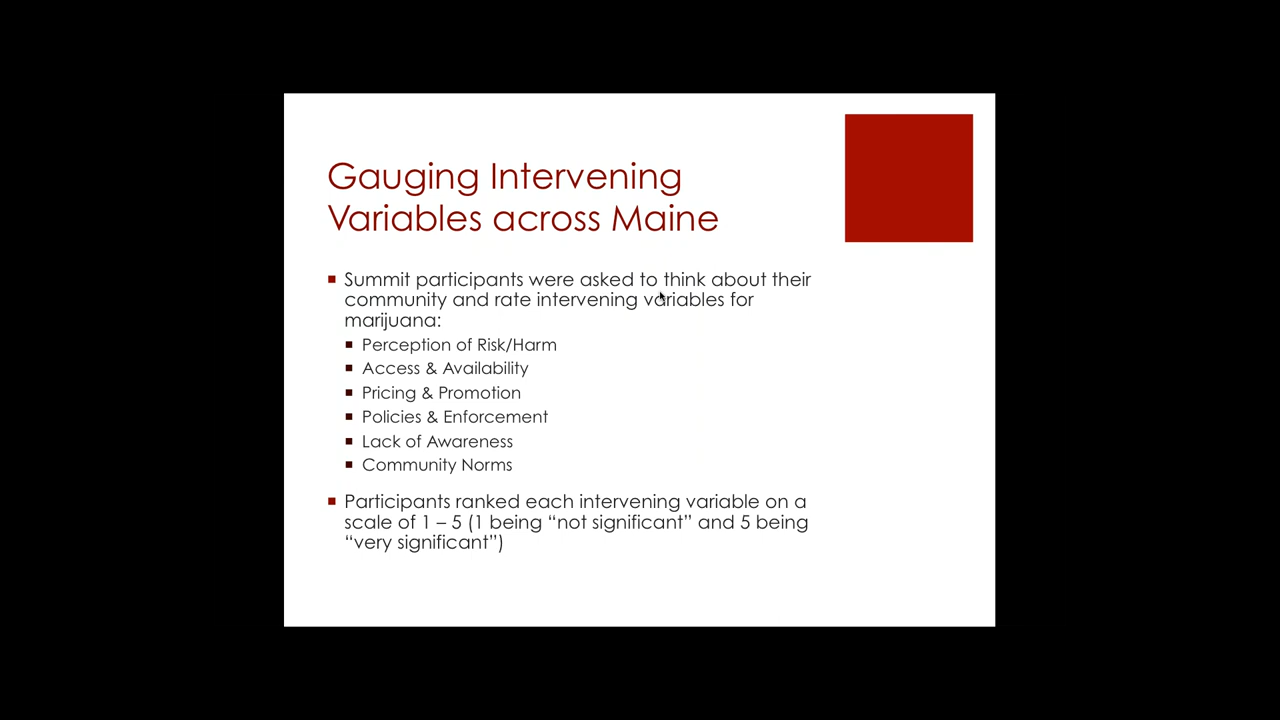 Gauging Intervening
Variables across Maine
Summit participants were asked to think about their
community and rate intervening variables for
marijuana:
Perception of Risk/Harm
Access & Availability
Pricing & Promotion
Policies & Enforcement
Lack of Awareness
Community Norms
Participants ranked each intervening variable on a
scale of 1 – 5 (1 being “not significant” and 5 being
“very significant”)